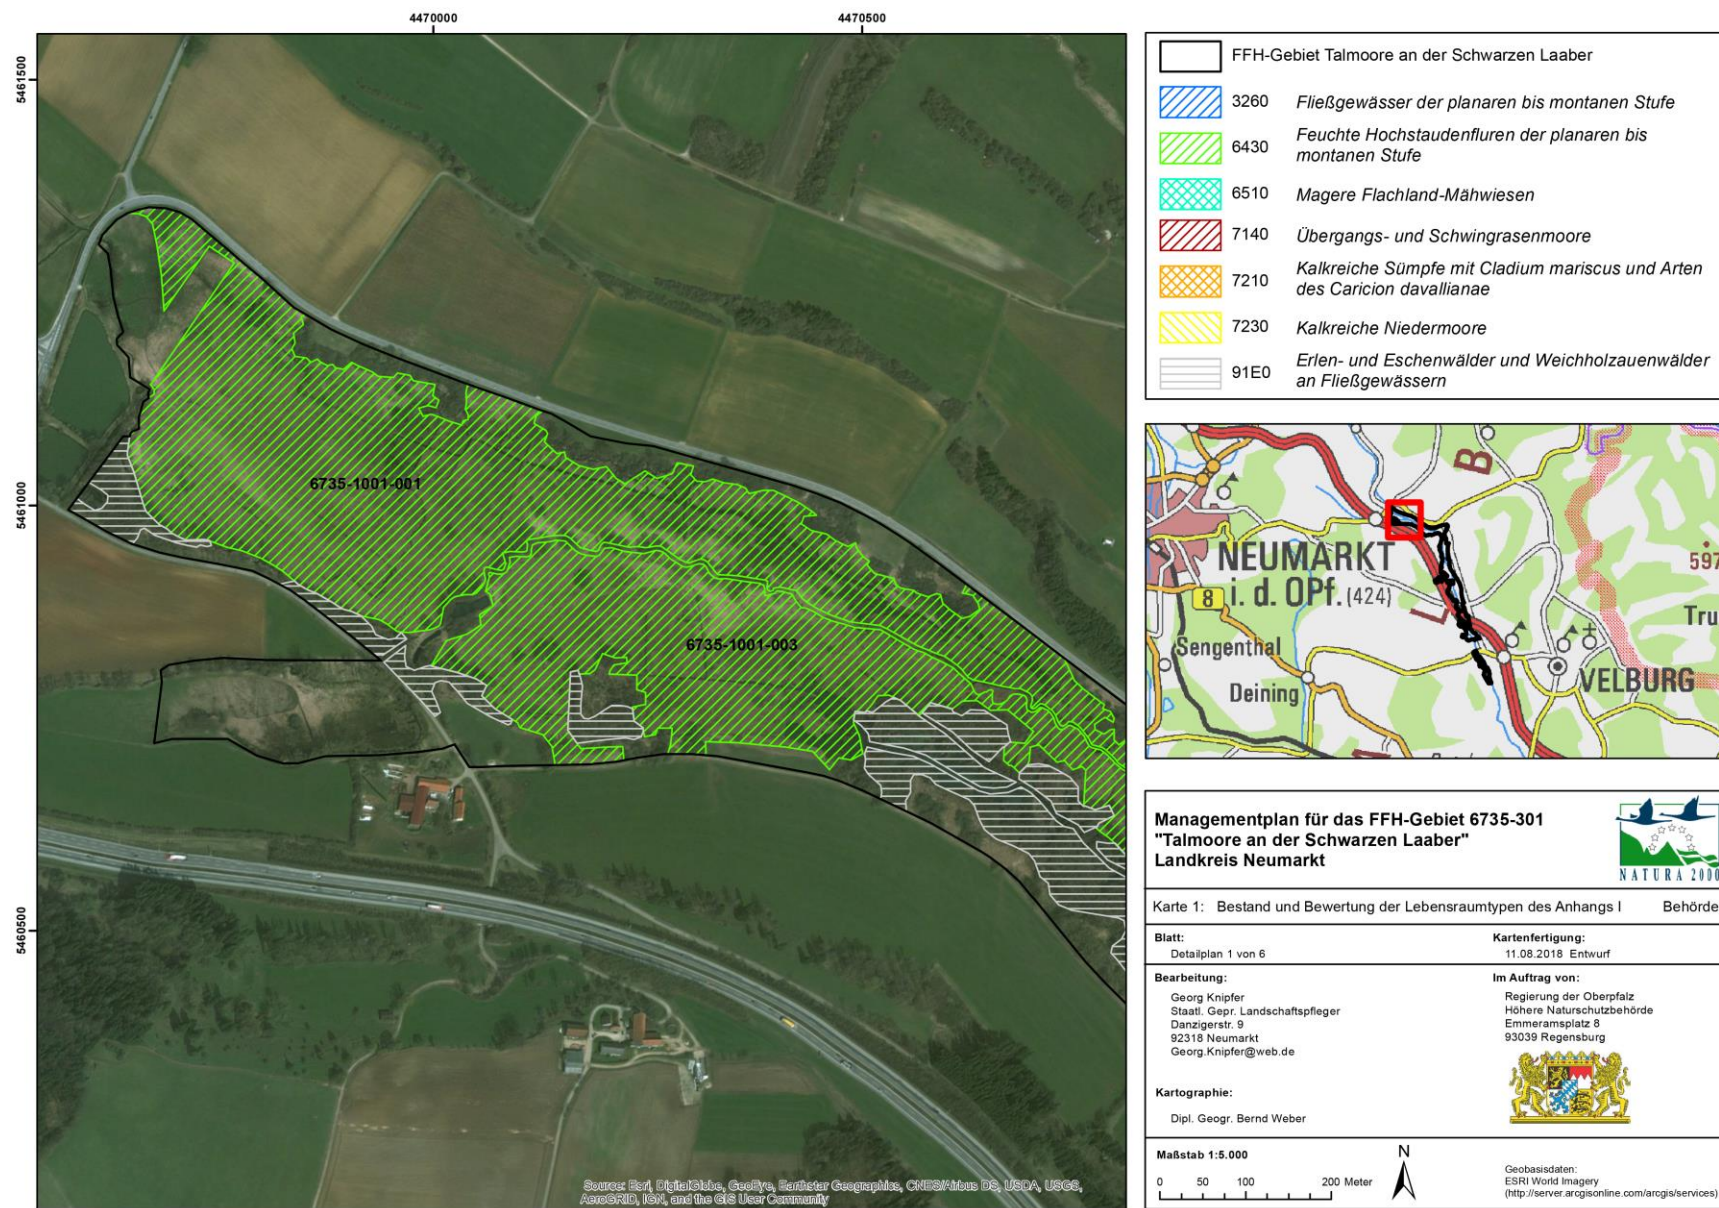 4470000
4470500
5461500
5461000
5460500
6735-1001-001
6735-1001-003
Source: Esri, DigitalGlobe, GeoEye, Earthstar Geographics, CNES/Airbus DS, USDA, USGS,
AeroGRID, IGN, and the GIS User Community
FFH-Gebiet Talmoore an der Schwarzen Laaber
3260 Fließgewässer der planaren bis montanen Stufe
6430 Feuchte Hochstaudenfluren der planaren bis
montanen Stufe
6510 Magere Flachland-Mähwiesen
7140 Übergangs- und Schwingrasenmoore
7210 Kalkreiche Sümpfe mit Cladium mariscus und Arten
des Caricion davallianae
7230 Kalkreiche Niedermoore
91E0 Erlen- und Eschenwälder und Weichholzauenwälder
an Fließgewässern
B
NEUMARKT
597
8 i. d. OPf. (424)
L
Tru
Sengenthal
Deining
VELBURG
Managementplan für das FFH-Gebiet 6735-301
"Talmoore an der Schwarzen Laaber"
Landkreis Neumarkt
NATURA 2000
Karte 1: Bestand und Bewertung der Lebensraumtypen des Anhangs I Behörde
Blatt:
Detailplan 1 von 6
Kartenfertigung:
11.08.2018 Entwurf
Bearbeitung:
Georg Knipfer
Staatl. Gepr. Landschaftspfleger
Danzigerstr. 9
92318 Neumarkt
Georg.Knipfer@web.de
Im Auftrag von:
Regierung der Oberpfalz
Höhere Naturschutzbehörde
Emmeramsplatz 8
93039 Regensburg
Kartographie:
Dipl. Geogr. Bernd Weber
Maßstab 1:5.000
0 50 100 200 Meter
N
Geobasisdaten:
ESRI World Imagery
(http://server.arcgisonline.com/arcgis/services)